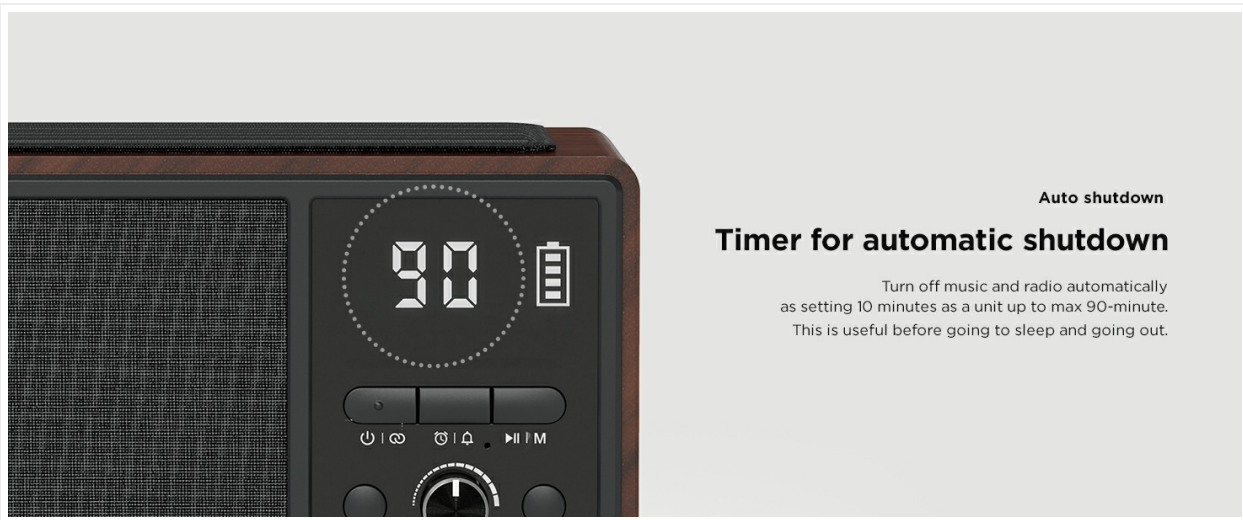 Auto shutdown
Timer for automatic shutdown
Turn off music and radio automatically
as setting 10 minutes as a unit up to max 90-minute.
This is useful before going to sleep and going out.
90
M